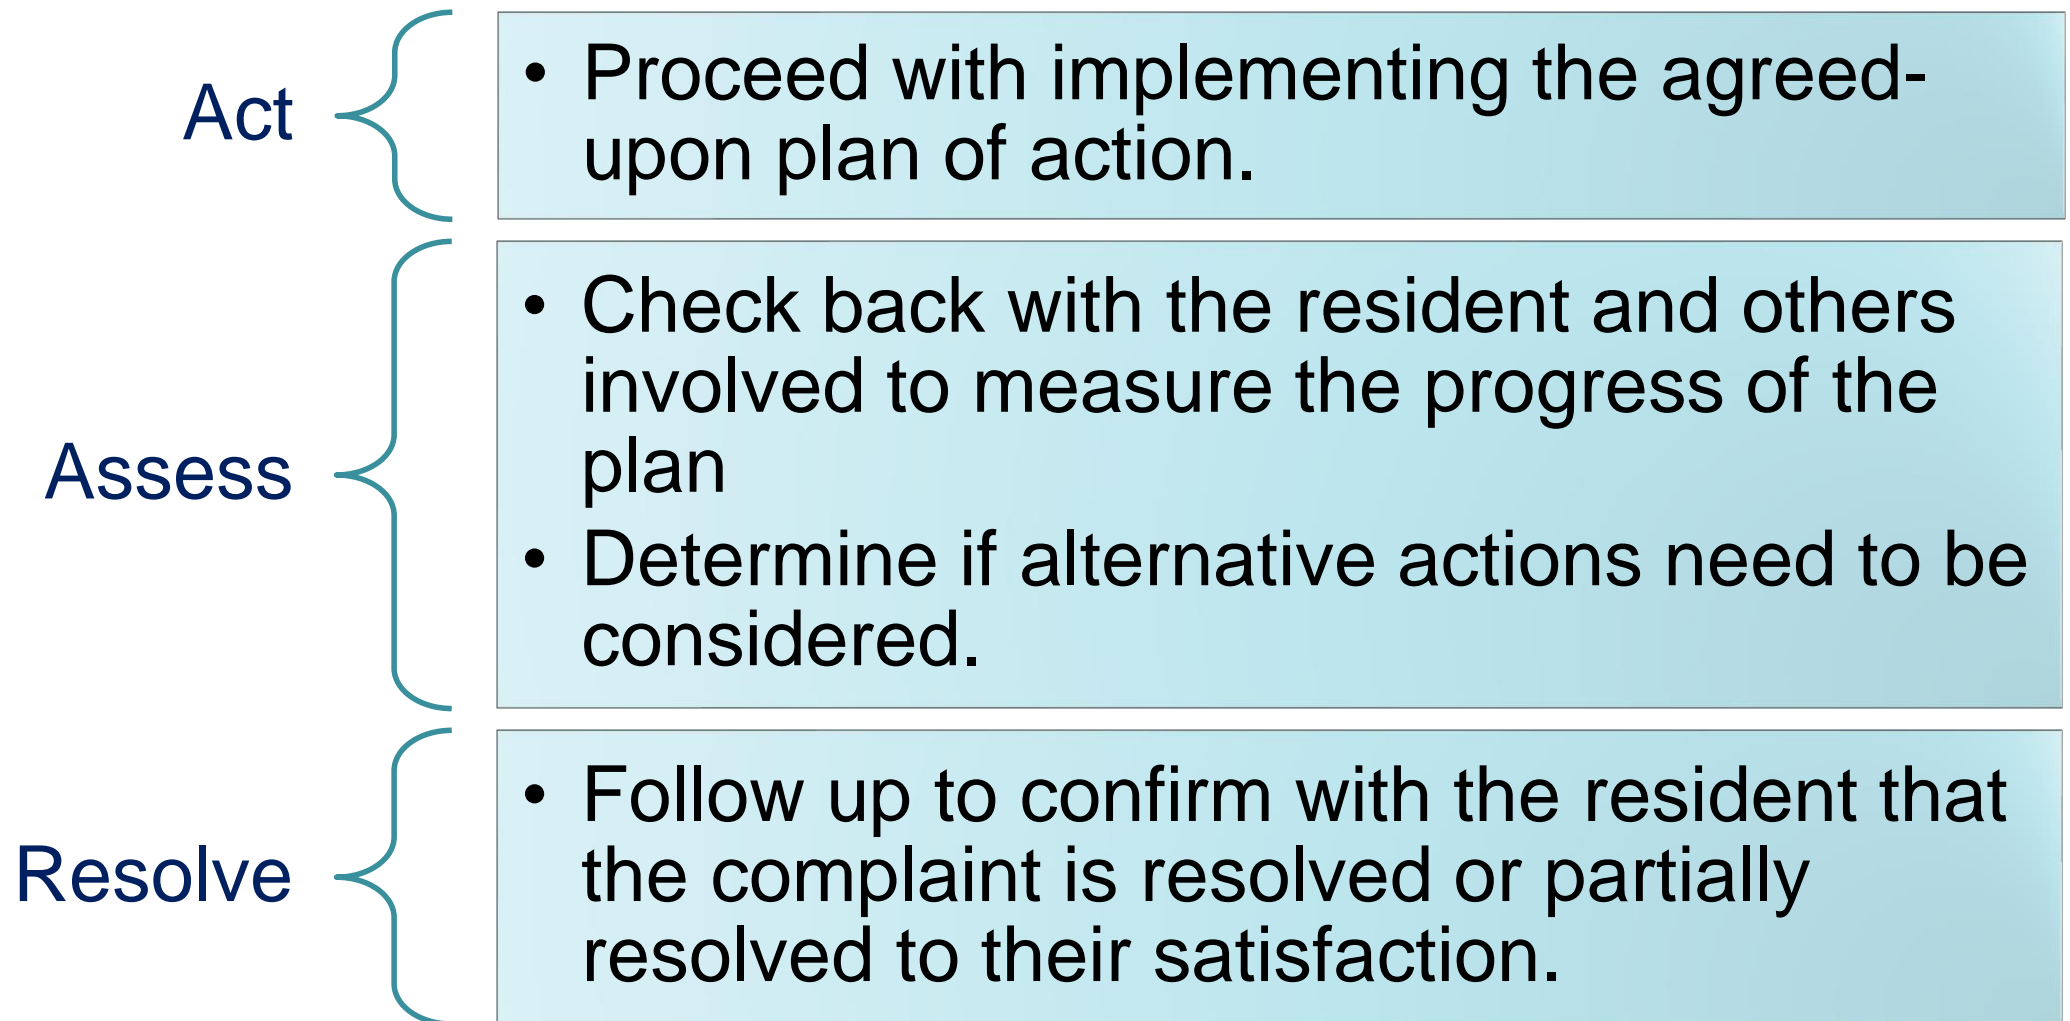 Act
• Proceed with implementing the agreed-
upon plan of action.
Assess
• Check back with the resident and others
involved to measure the progress of the
plan
• Determine if alternative actions need to be
considered.
Resolve
• Follow up to confirm with the resident that
the complaint is resolved or partially
resolved to their satisfaction.